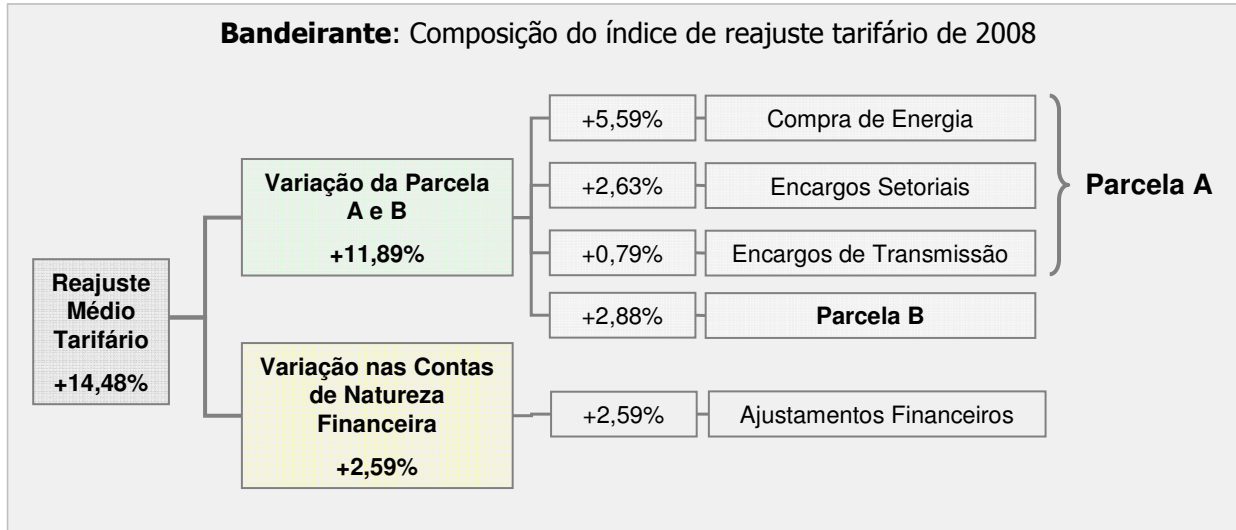 Bandeirante: Composição do índice de reajuste tarifário de 2008
+5,59%
Compra de Energia
Variação da Parcela
A e B
+11,89%
+2,63%
Encargos Setoriais
Parcela A
+0,79%
Encargos de Transmissão
Reajuste
Médio
Tarifário
+14,48%
+2,88%
Parcela B
Variação nas Contas
de Natureza
Financeira
+2,59%
+2,59%
Ajustamentos Financeiros